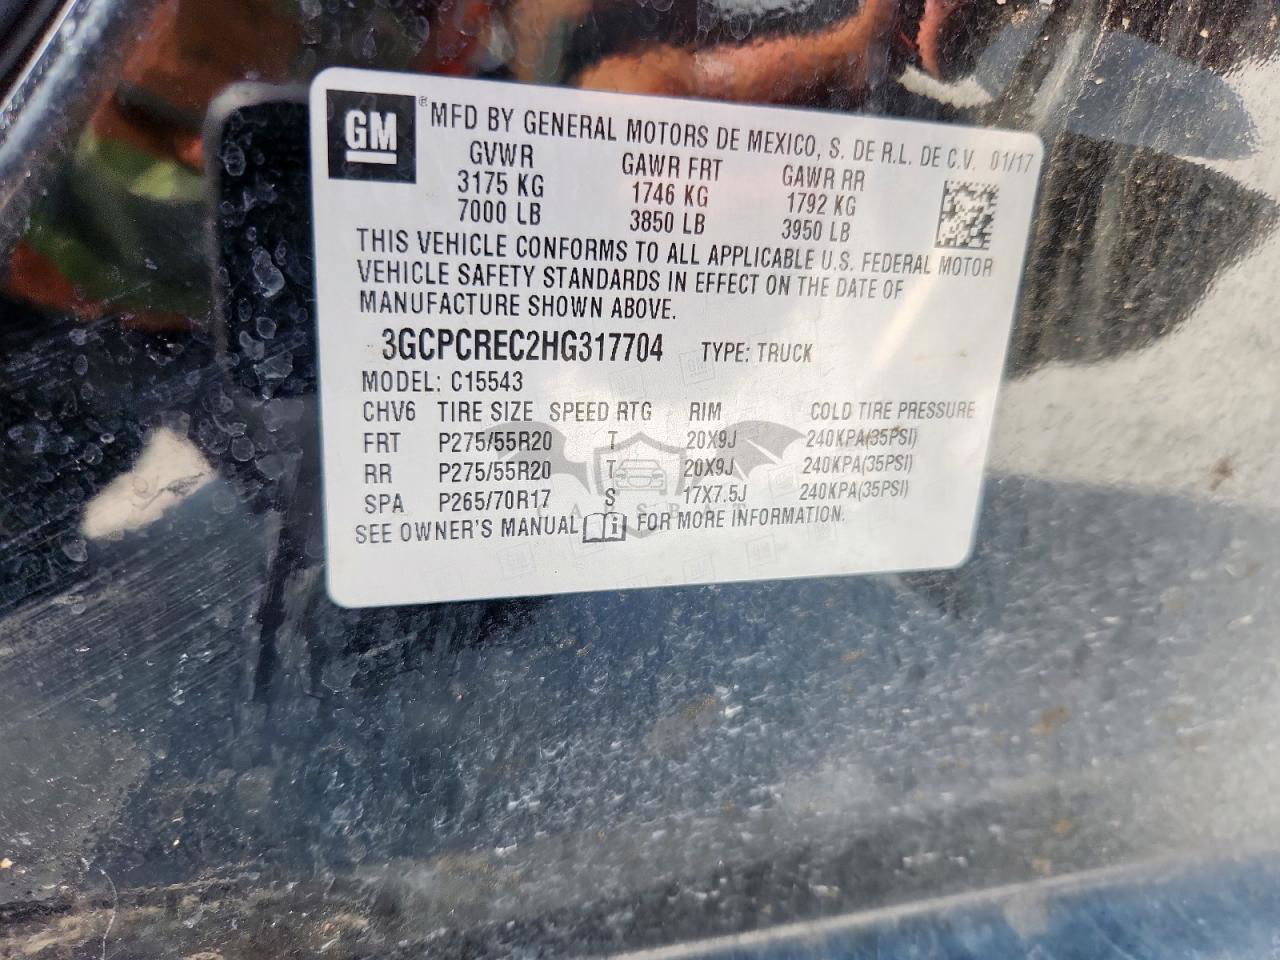 GM ® MFD BY GENERAL MOTORS DE MEXICO, S. DE R.L. DE C.V. 01/17
GVWR GAWR FRT GAWR RR
3175 KG 1746 KG 1792 KG
7000 LB 3850 LB 3950 LB
THIS VEHICLE CONFORMS TO ALL APPLICABLE U.S. FEDERAL MOTOR
VEHICLE SAFETY STANDARDS IN EFFECT ON THE DATE OF
MANUFACTURE SHOWN ABOVE.
3GCPCREC2HG317704 TYPE: TRUCK
MODEL: C15543
CHV6 TIRE SIZE SPEED RTG RIM COLD TIRE PRESSURE
FRT P275/55R20 T 20X9J 240KPA(35PSI)
RR P275/55R20 T 20X9J 240KPA(35PSI)
SPA P265/70R17 S 17X7.5J 240KPA(35PSI)
CARSBAT
SEE OWNER'S MANUAL i FOR MORE INFORMATION.